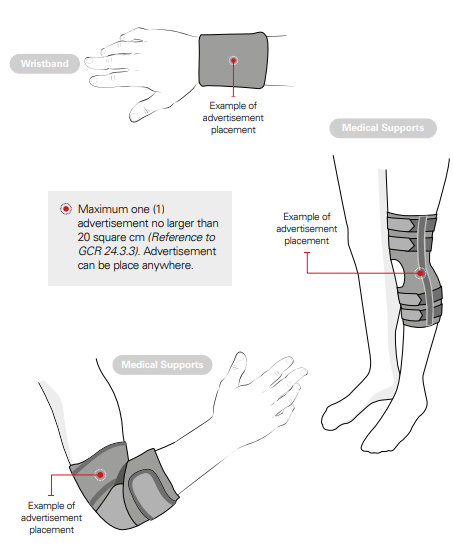 Wristband
Example of
advertisement
placement
Medical Supports
Maximum one (1)
advertisement no larger than
20 square cm (Reference to
GCR 24.3.3). Advertisement
can be place anywhere.
Example of
advertisement
placement
Medical Supports
Example of
advertisement
placement